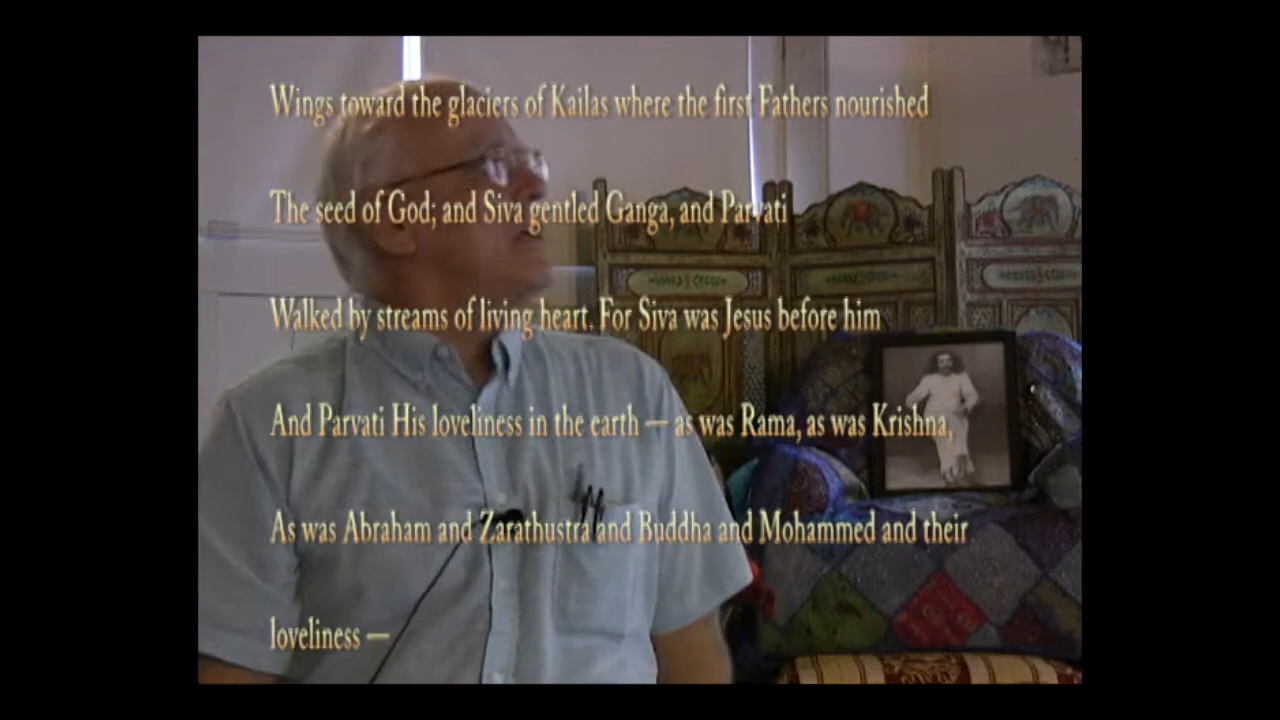 Wings toward the glaciers of Kailas where the first Fathers nourished
The seed of God; and Siva gentled Ganga, and Parvati
Walked by streams of living heart. For Siva was Jesus before him
And Parvati His loveliness in the earth — as was Rama, as was Krishna,
As was Abraham and Zarathustra and Buddha and Mohammed and their
loveliness —